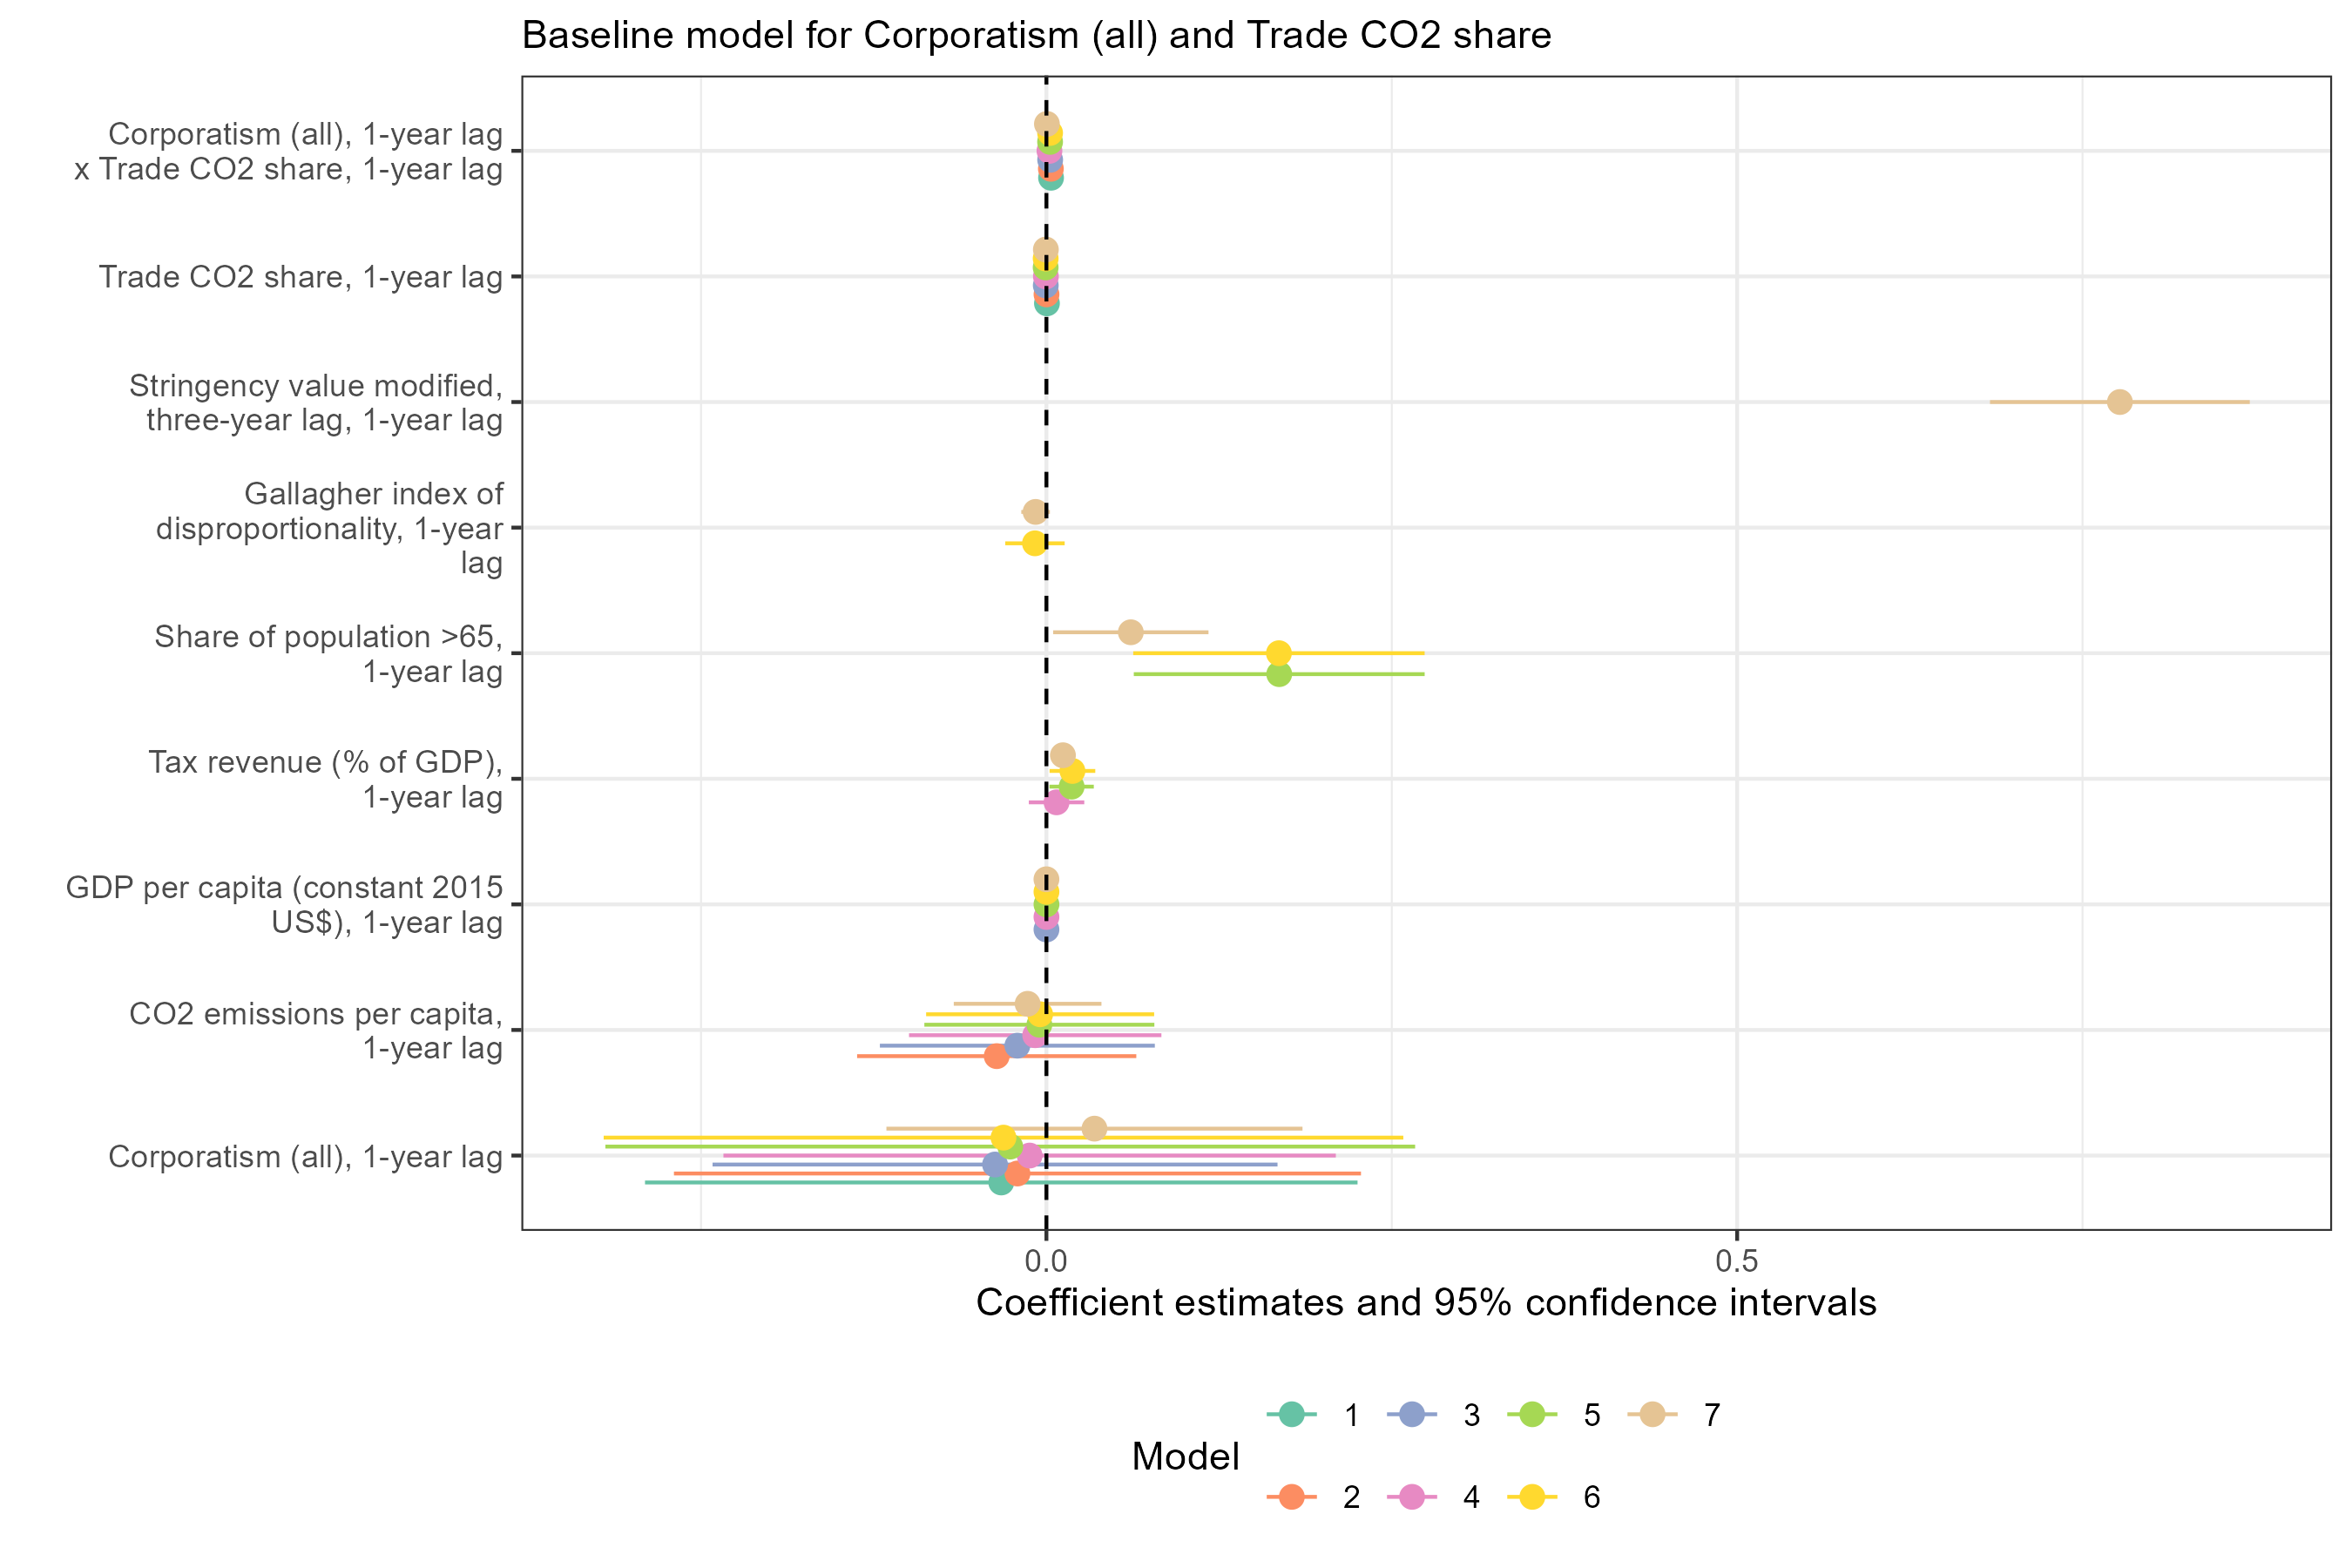 Baseline model for Corporatism (all) and Trade CO2 share
Corporatism (all), 1-year lag
x Trade CO2 share, 1-year lag
Trade CO2 share, 1-year lag
Stringency value modified,
three-year lag, 1-year lag
Gallagher index of
disproportionality, 1-year
lag
Share of population >65,
1-year lag
Tax revenue (% of GDP),
1-year lag
GDP per capita (constant 2015
US$), 1-year lag
CO2 emissions per capita,
1-year lag
Corporatism (all), 1-year lag
0.0 0.5
Coefficient estimates and 95% confidence intervals
Model
1 3 5 7
2 4 6